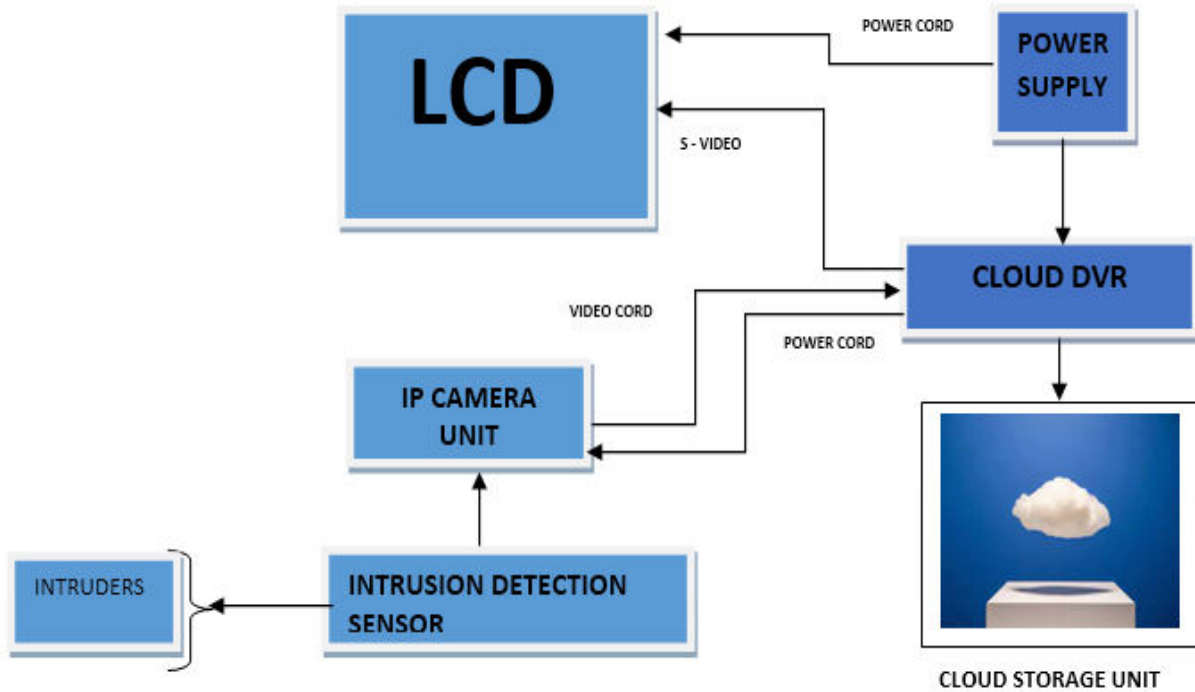 POWER CORD
POWER
SUPPLY
LCD
S - VIDEO
CLOUD DVR
VIDEO CORD
POWER CORD
IP CAMERA
UNIT
INTRUDERS
INTRUSION DETECTION
SENSOR
CLOUD STORAGE UNIT